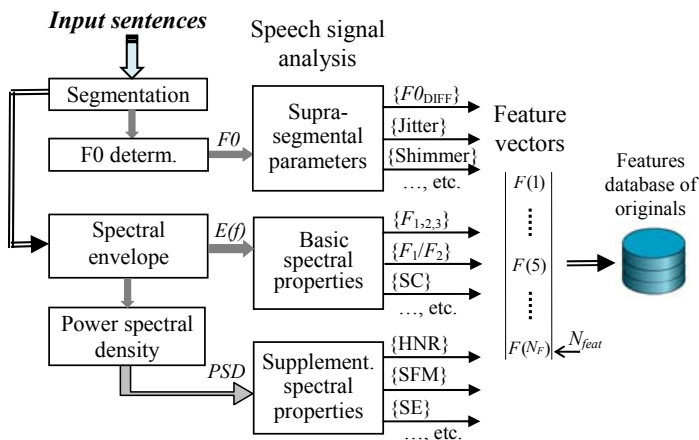 Input sentences
Segmentation
F0 determ.
F0
Spectral
envelope
E(f)
Power spectral
density
PSD
Speech signal
analysis
Supra-
segmental
parameters
{F0DIFF}
{Jitter}
{Shimmer}
..., etc.
Basic
spectral
properties
{F1,2,3}
{F1/F2}
{SC}
..., etc.
Supplement.
spectral
properties
{HNR}
{SFM}
{SE}
..., etc.
Feature
vectors
F(1)
F(5)
F(NF)
Nfeat
Features
database of
originals